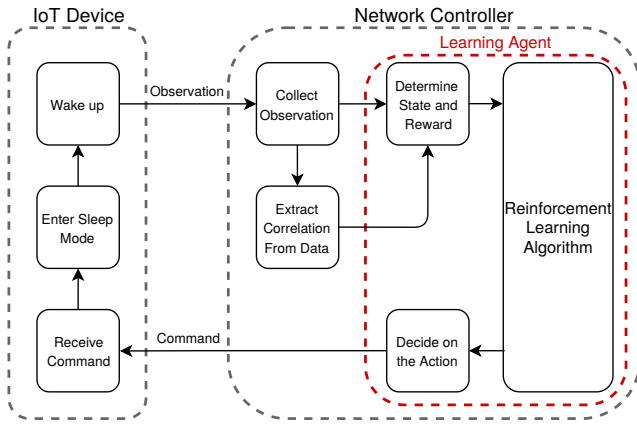 IoT Device
Network Controller
Learning Agent
Wake up
Observation
Collect
Observation
Determine
State and
Reward
Enter Sleep
Mode
Extract
Correlation
From Data
Reinforcement
Learning
Algorithm
Receive
Command
Command
Decide on
the Action